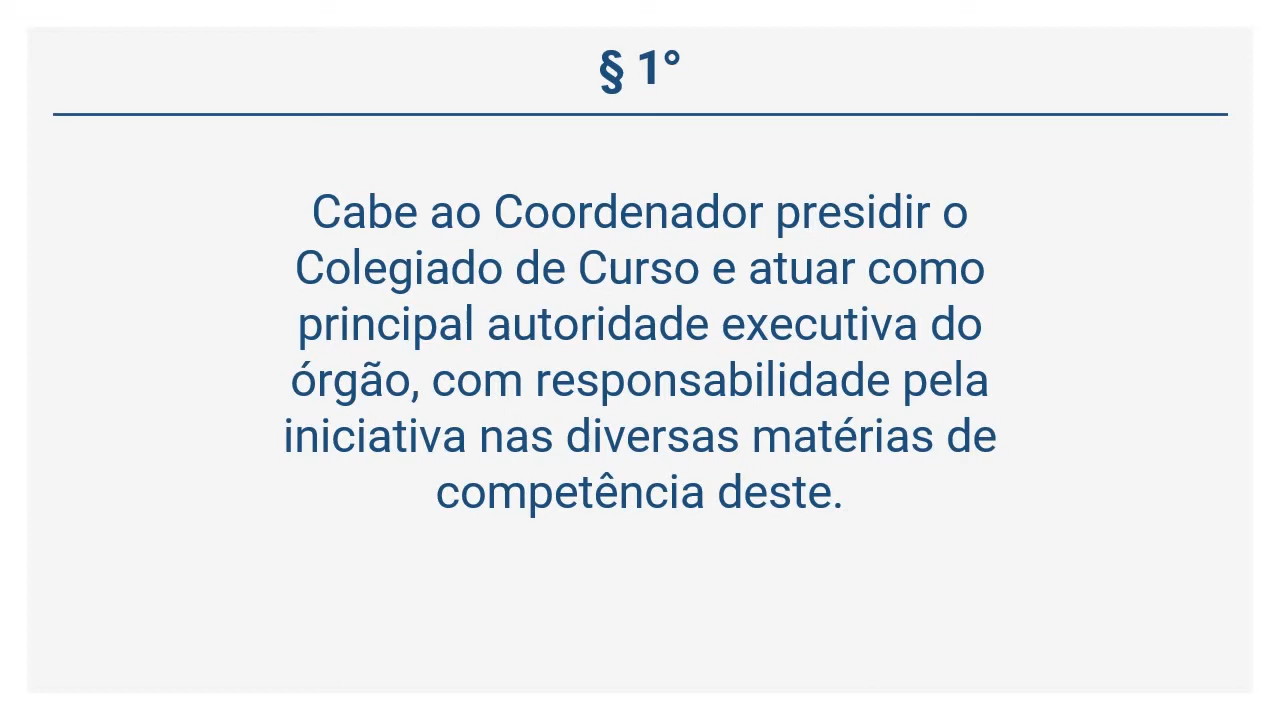 § 1°
Cabe ao Coordenador presidir o
Colegiado de Curso e atuar como
principal autoridade executiva do
órgão, com responsabilidade pela
iniciativa nas diversas matérias de
competência deste.